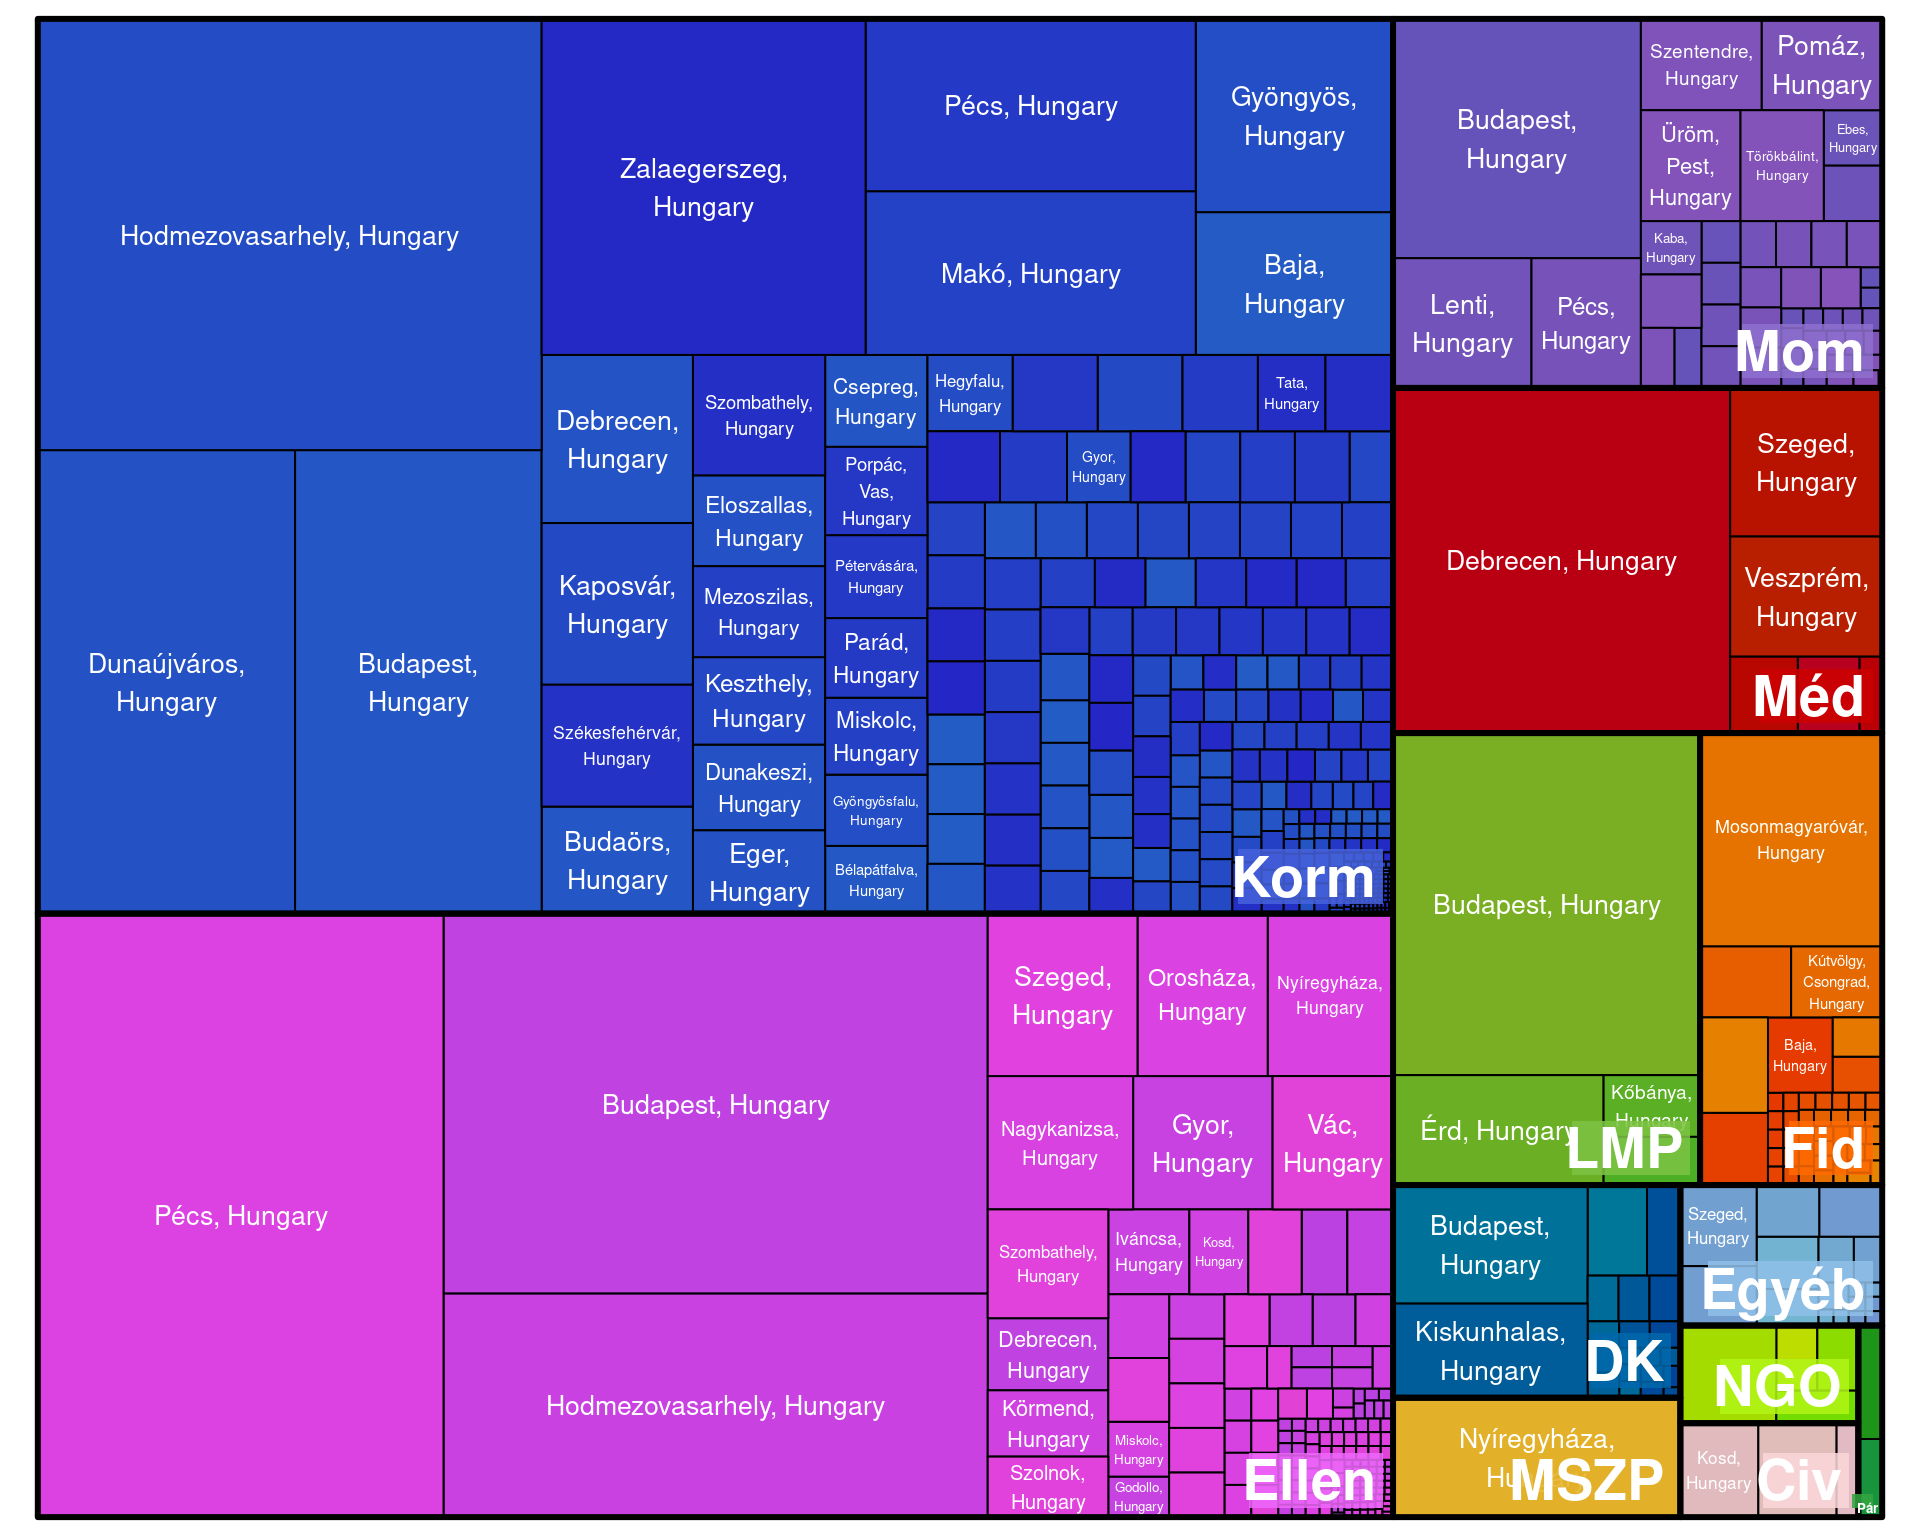 Hodmezovasarhely, Hungary
Dunaújváros,
Hungary
Budapest,
Hungary
Zalaegerszeg,
Hungary
Pécs, Hungary
Makó, Hungary
Gyöngyös,
Hungary
Baja,
Hungary
Debrecen,
Hungary
Kaposvár,
Hungary
Székesfehérvár,
Hungary
Budaörs,
Hungary
Szombathely,
Hungary
Eloszallas,
Hungary
Mezoszilas,
Hungary
Keszthely,
Hungary
Dunakeszi,
Hungary
Eger,
Hungary
Csepreg,
Hungary
Porpác,
Vas,
Hungary
Pétervására,
Hungary
Parád,
Hungary
Miskolc,
Hungary
Gyöngyösfalu,
Hungary
Bélapátfalva,
Hungary
Hegyfalu,
Hungary
Tata,
Hungary
Gyor,
Hungary
Korm
Budapest,
Hungary
Lenti,
Hungary
Pécs,
Hungary
Szentendre,
Hungary
Pomáz,
Hungary
Üröm,
Pest,
Hungary
Törökbálint,
Hungary
Ebes,
Hungary
Kaba,
Hungary
Mom
Debrecen, Hungary
Szeged,
Hungary
Veszprém,
Hungary
Méd
Budapest, Hungary
Érd, Hungary
Kőbánya,
Hungary
LMP
Mosonmagyaróvár,
Hungary
Kútvölgy,
Csongrad,
Hungary
Baja,
Hungary
Fid
Pécs, Hungary
Budapest, Hungary
Hodmezovasarhely, Hungary
Szeged,
Hungary
Orosháza,
Hungary
Nyíregyháza,
Hungary
Nagykanizsa,
Hungary
Gyor,
Hungary
Vác,
Hungary
Szombathely,
Hungary
Iváncsa,
Hungary
Kosd,
Hungary
Debrecen,
Hungary
Körmend,
Hungary
Szolnok,
Hungary
Miskolc,
Hungary
Godollo,
Hungary
Ellen
Budapest,
Hungary
Kiskunhalas,
Hungary
DK
Szeged,
Hungary
Egyéb
NGO
Nyíregyháza,
MSZP
Kosd,
Hungary
Civ
Pár